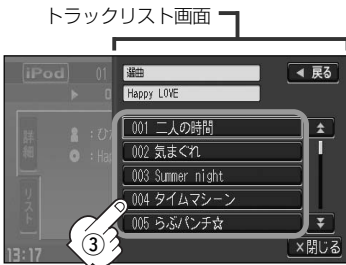 トラックリスト画面
iPod 01
選曲
◀ 戻る
Happy LOVE
詳細
リスト
001 二人の時間
002 気まぐれ
003 Summer night
004 タイムマシーン
005 らぶパンチ☆
③
13:17
×閉じる